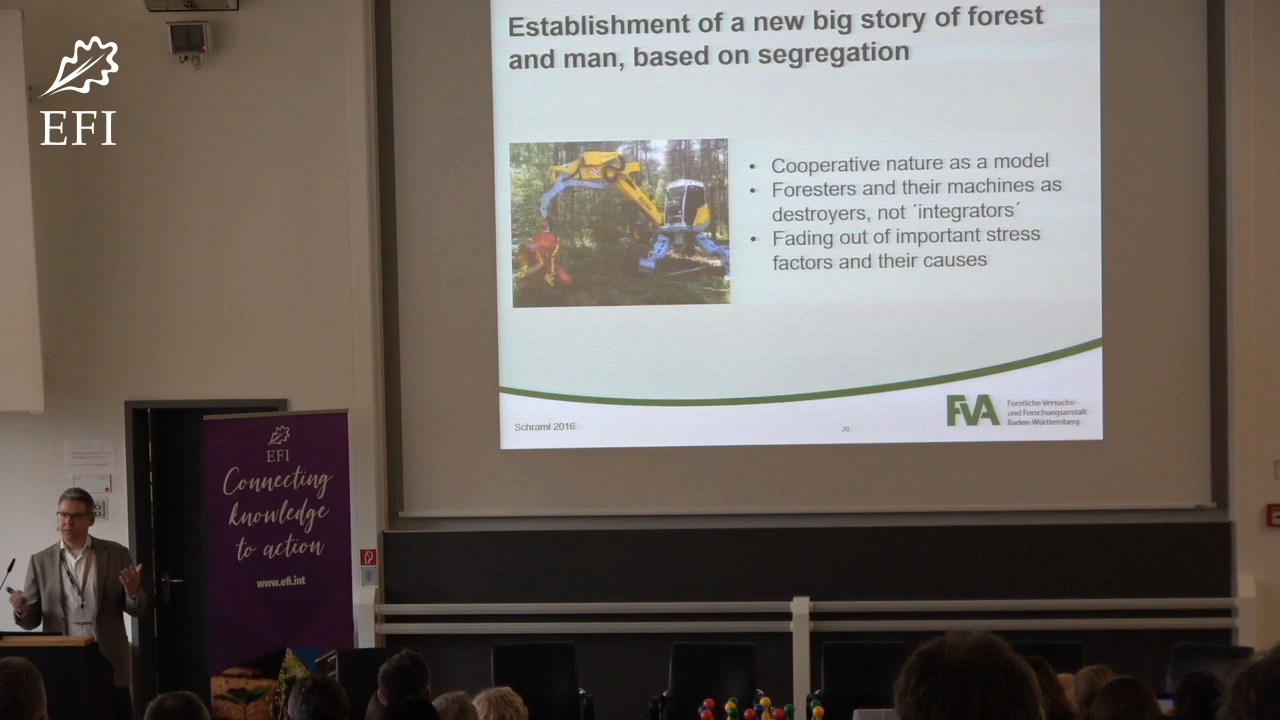 EFI
Establishment of a new big story of forest
and man, based on segregation
• Cooperative nature as a model
• Foresters and their machines as
destroyers, not ´integrators´
• Fading out of important stress
factors and their causes
Schraml 2016
20
FVA
Forstliche Versuchs-
und Forschungsanstalt
Baden-Württemberg
EFI
Connecting
knowledge
to action
www.efi.int